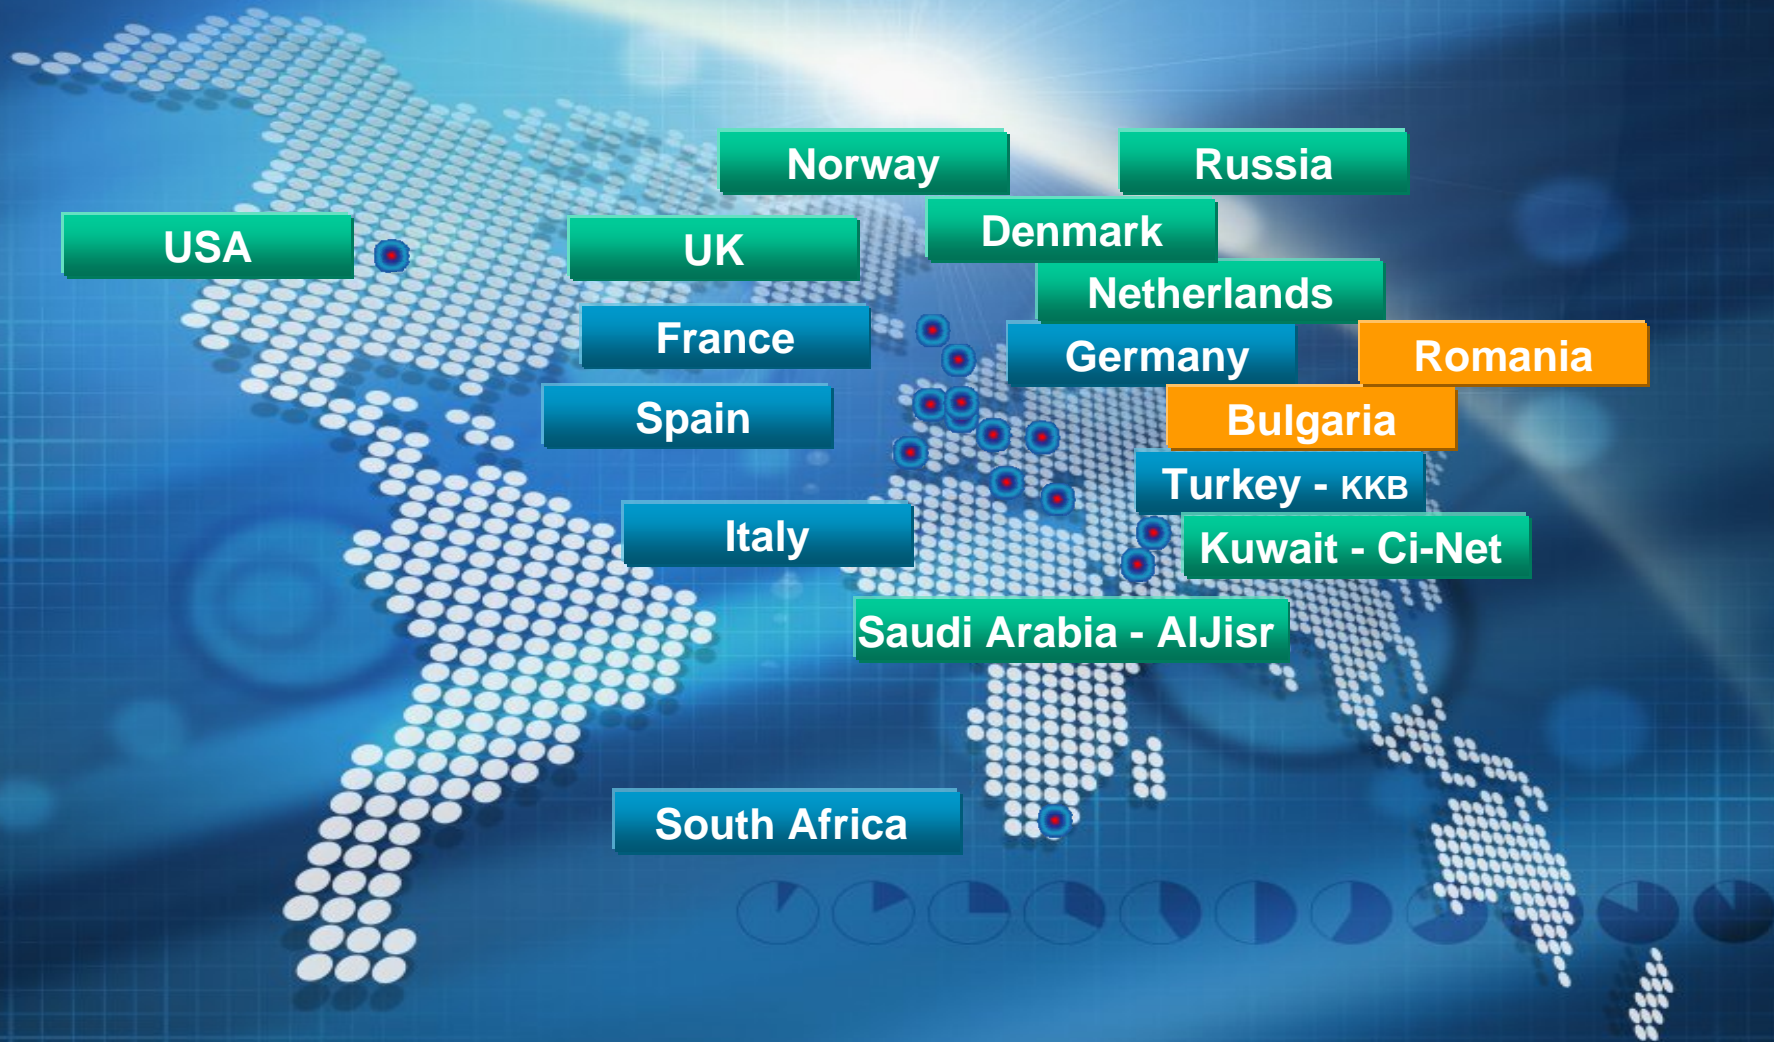 Norway
Russia
USA
UK
Denmark
Netherlands
France
Germany
Romania
Spain
Bulgaria
Turkey - KKB
Italy
Kuwait - Ci-Net
Saudi Arabia - AlJisr
South Africa